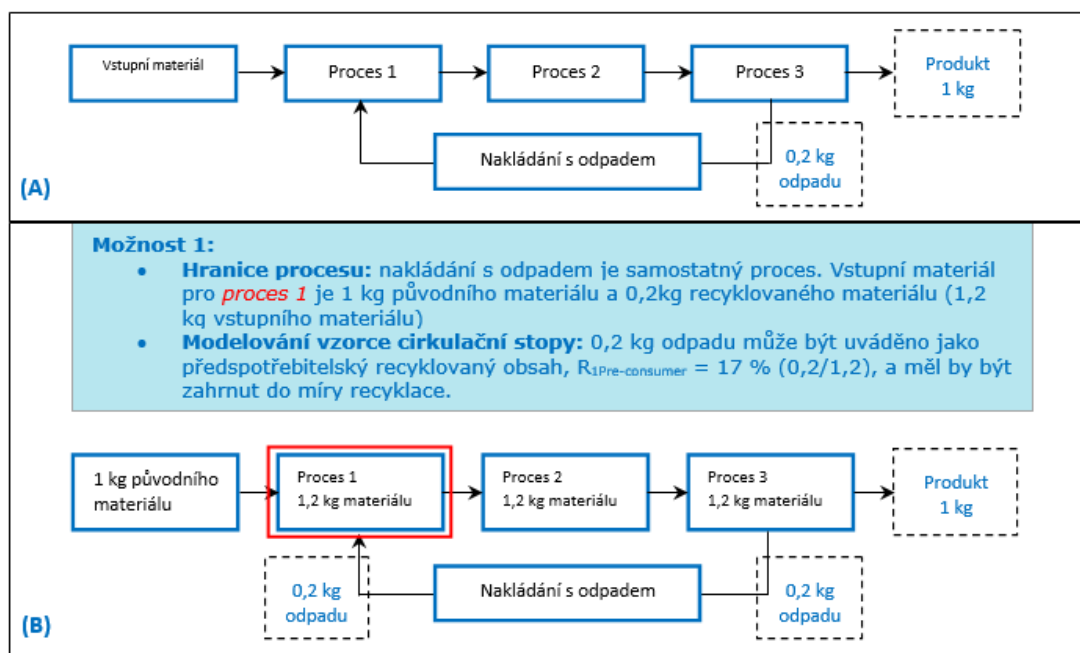 Vstupní materiál
Proces 1
Proces 2
Proces 3
Produkt
1 kg
Nakládání s odpadem
0,2 kg
odpadu
(A)
Možnost 1:
• Hranice procesu: nakládání s odpadem je samostatný proces. Vstupní materiál
pro proces 1 je 1 kg původního materiálu a 0,2kg recyklovaného materiálu (1,2
kg vstupního materiálu)
• Modelování vzorce cirkulační stopy: 0,2 kg odpadu může být uváděno jako
předspotřebitelský recyklovaný obsah, R1Pre-consumer = 17 % (0,2/1,2), a měl by být
zahrnut do míry recyklace.
1 kg původního
materiálu
Proces 1
1,2 kg materiálu
Proces 2
1,2 kg materiálu
Proces 3
1,2 kg materiálu
Produkt
1 kg
0,2 kg
odpadu
Nakládání s odpadem
0,2 kg
odpadu
(B)